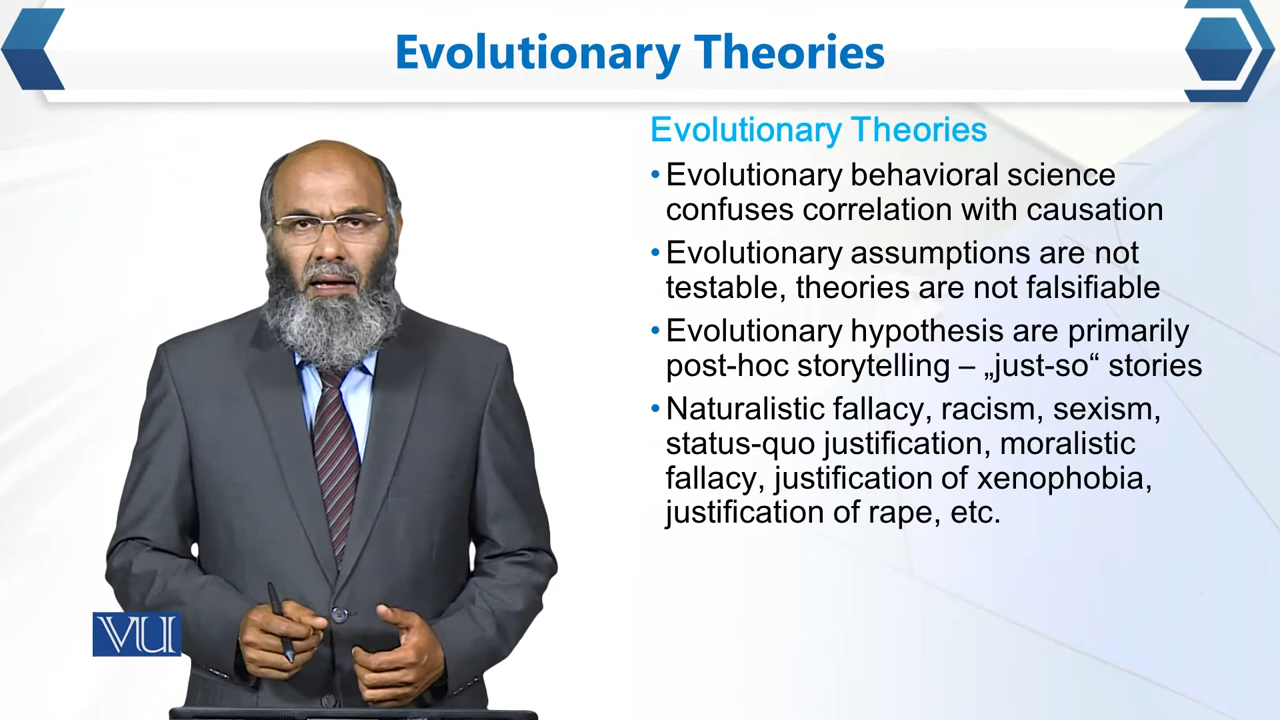 Evolutionary Theories
Evolutionary Theories
• Evolutionary behavioral science
confuses correlation with causation
• Evolutionary assumptions are not
testable, theories are not falsifiable
• Evolutionary hypothesis are primarily
post-hoc storytelling – „just-so“ stories
• Naturalistic fallacy, racism, sexism,
status-quo justification, moralistic
fallacy, justification of xenophobia,
justification of rape, etc.
VU